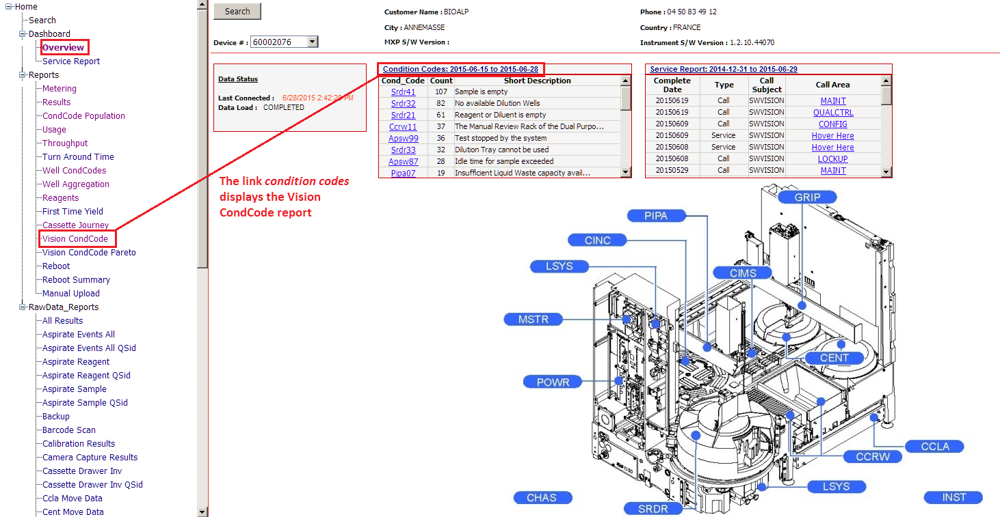 Home
Search
Dashboard
Overview
Service Report
Reports
Metering
Results
CondCode Population
Usage
Throughput
Turn Around Time
Well CondCodes
Well Aggregation
Reagents
First Time Yield
Cassette Journey
Vision CondCode
Vision CondCode Pareto
Reboot
Reboot Summary
Manual Upload
RawData_Reports
All Results
Aspirate Events All
Aspirate Events All QSid
Aspirate Reagent
Aspirate Reagent QSid
Aspirate Sample
Aspirate Sample QSid
Backup
Barcode Scan
Calibration Results
Camera Capture Results
Cassette Drawer Inv
Cassette Drawer Inv QSid
Ccla Move Data
Cent Move Data
Search
Device # : 60002076
Customer Name : BIOALP
City : ANNEMASSE
MXP S/W Version :
Phone : 04 50 83 49 12
Country : FRANCE
Instrument S/W Version : 1.2.10.44070
Data Status
Last Connected : 6/28/2015 2:42:20 PM
Data Load : COMPLETED
Condition Codes: 2015-06-15 to 2015-06-28
Cond_Code Count Short Description
Srdr41 107 Sample is empty
Srdr32 82 No available Dilution Wells
Srdr21 61 Reagent or Diluent is empty
Ccrw11 37 The Manual Review Rack of the Dual Purpo...
Apsw99 36 Test stopped by the system
Srdr33 32 Dilution Tray cannot be used
Apsw87 28 Idle time for sample exceeded
Pipa07 19 Insufficient Liquid Waste capacity avail...
Service Report: 2014-12-31 to 2015-06-29
Complete Date Type Call Subject Call Area
20150619 Call SWVISION MAINT
20150619 Call SWVISION QUALCTRL
20150609 Call SWVISION CONFIG
20150609 Service SWVISION Hover Here
20150608 Service SWVISION Hover Here
20150608 Call SWVISION LOCKUP
20150529 Call SWVISION MAINT
The link condition codes
displays the Vision
CondCode report
GRIP
PIPA
CINC
LSYS
CIMS
MSTR
CENT
POWR
CCLA
CCRW
LSYS
CHAS
INST
SRDR